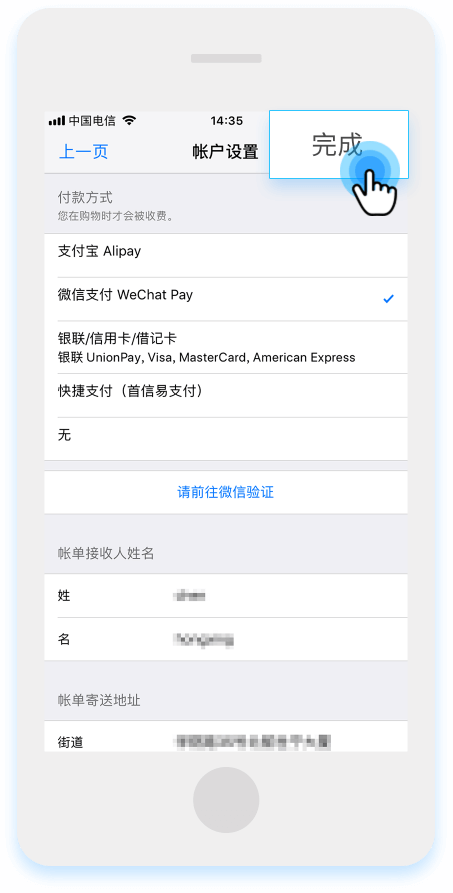 中国电信
14:35
上一页
帐户设置
完成
付款方式
您在购物时才会被收费。
支付宝 Alipay
微信支付 WeChat Pay
银联/信用卡/借记卡
银联 UnionPay, Visa, MasterCard, American Express
快捷支付（首信易支付）
无
请前往微信验证
帐单接收人姓名
姓
名
帐单寄送地址
街道